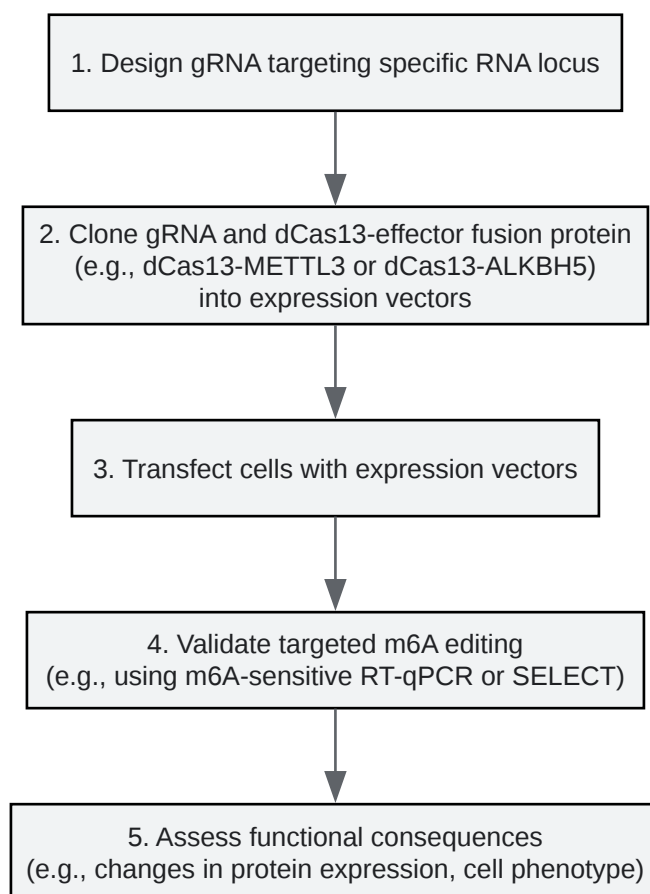 1. Design gRNA targeting specific RNA locus
2. Clone gRNA and dCas13-effector fusion protein
(e.g., dCas13-METTL3 or dCas13-ALKBH5)
into expression vectors
3. Transfect cells with expression vectors
4. Validate targeted m6A editing
(e.g., using m6A-sensitive RT-qPCR or SELECT)
5. Assess functional consequences
(e.g., changes in protein expression, cell phenotype)